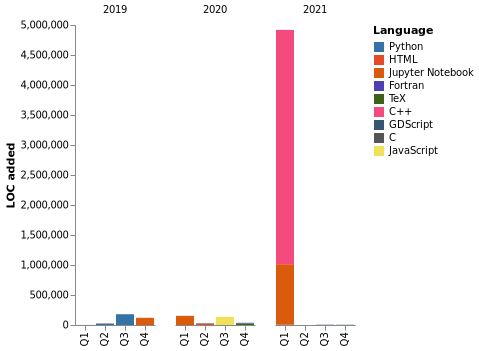 2019 2020 2021
Language
Python
HTML
Jupyter Notebook
Fortran
TeX
C++
GDScript
C
JavaScript
LOC added
5,000,000
4,500,000
4,000,000
3,500,000
3,000,000
2,500,000
2,000,000
1,500,000
1,000,000
500,000
0
Q1 Q2 Q3 Q4 Q1 Q2 Q3 Q4 Q1 Q2 Q3 Q4